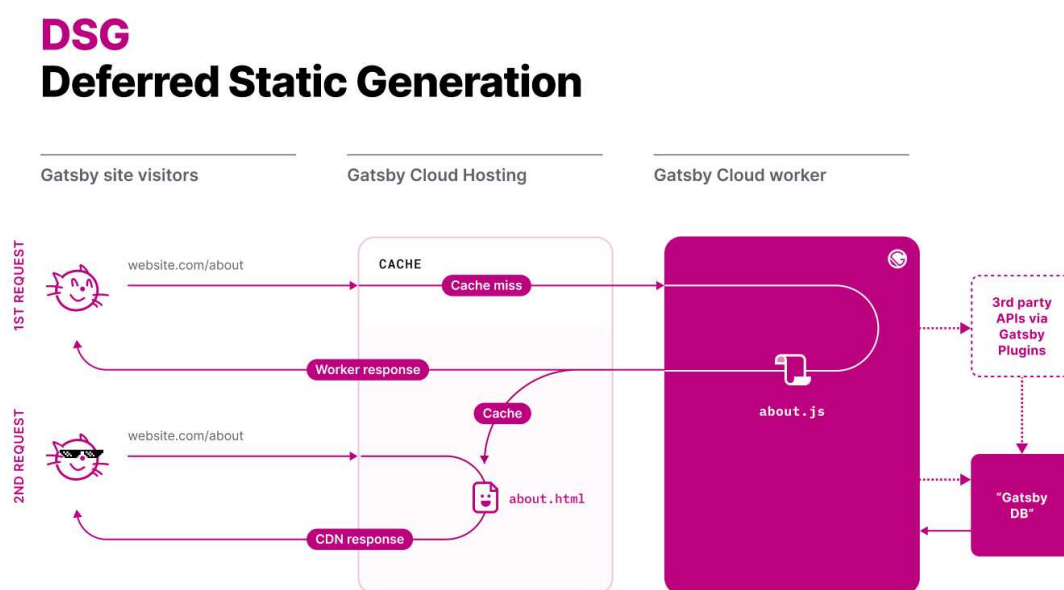 DSG
Deferred Static Generation
Gatsby site visitors
Gatsby Cloud Hosting
Gatsby Cloud worker
1ST REQUEST
website.com/about
CACHE
Cache miss
3rd party
APIs via
Gatsby
Plugins
Worker response
about.js
Cache
2ND REQUEST
website.com/about
about.html
"Gatsby
DB"
CDN response